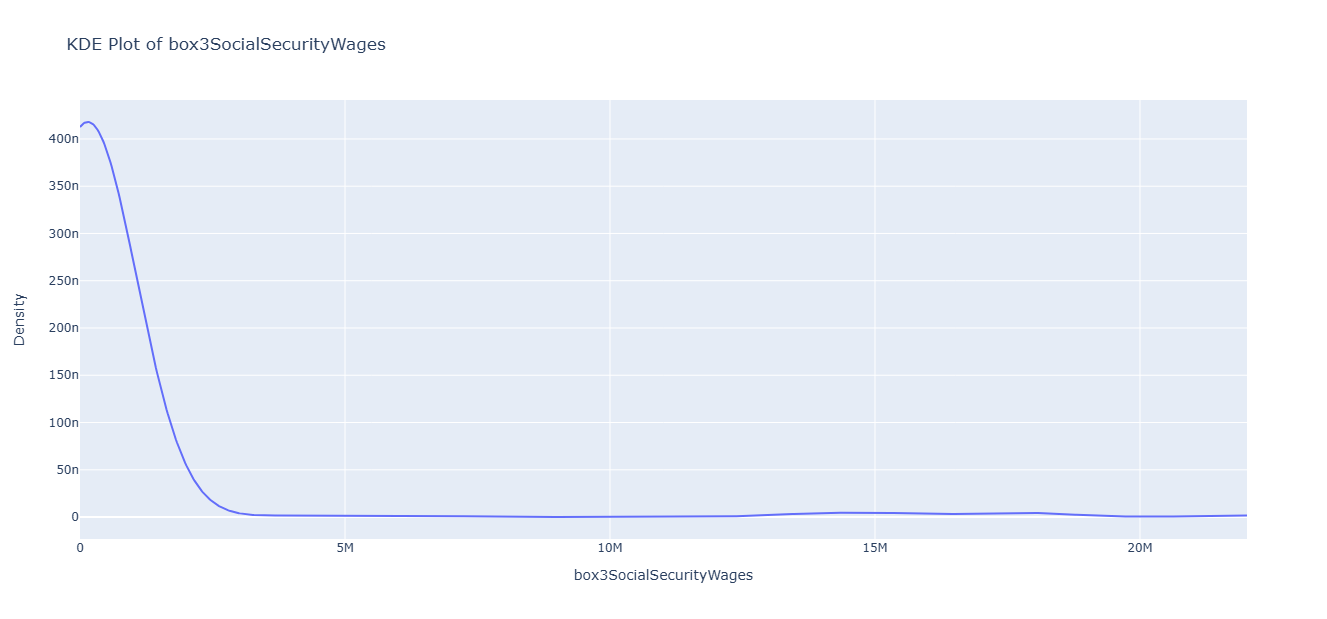 KDE Plot of box3SocialSecurityWages
400n
350n
300n
250n
200n
150n
100n
50n
0
Density
0 5M 10M 15M 20M
box3SocialSecurityWages